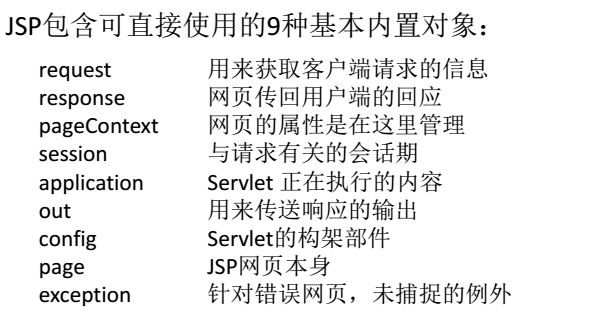 JSP包含可直接使用的9种基本内置对象：
request 用来获取客户端请求的信息
response 网页传回用户端的回应
pageContext 网页的属性是在这里管理
session 与请求有关的会话期
application Servlet 正在执行的内容
out 用来传送响应的输出
config Servlet的构架部件
page JSP网页本身
exception 针对错误网页，未捕捉的例外